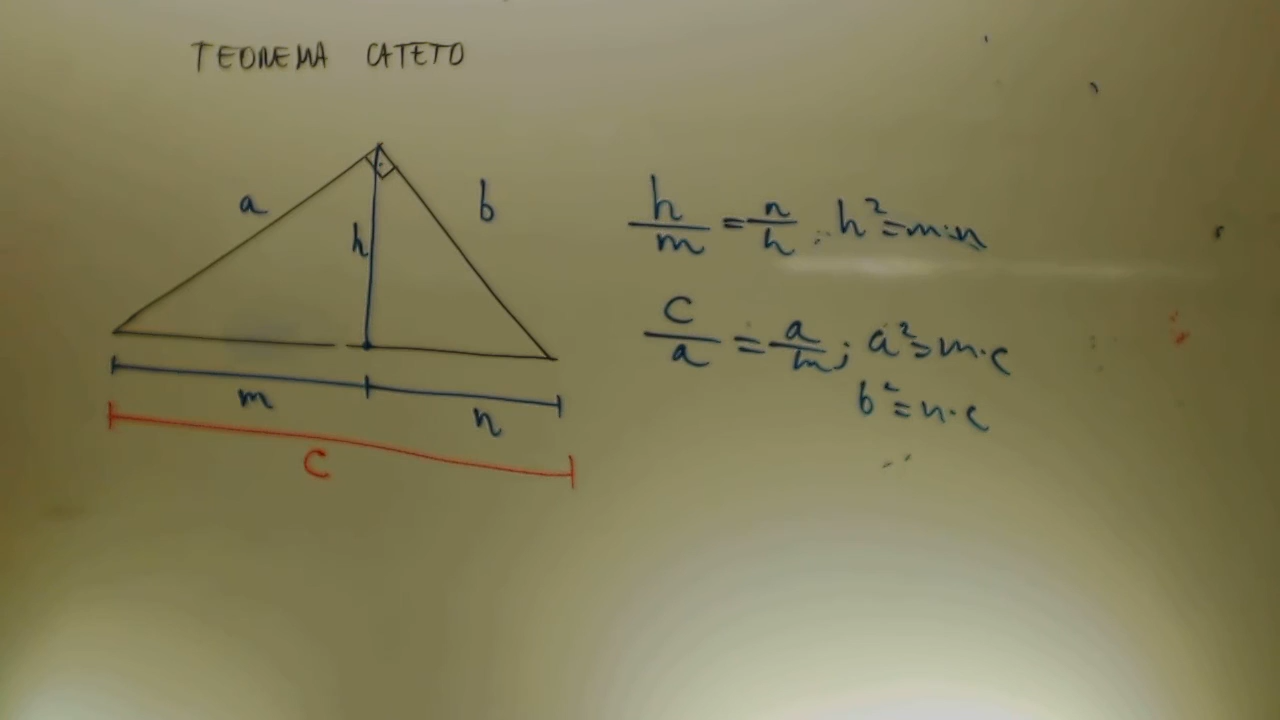 TEOREMA CATETO
a
b
h
m
n
c
h/m = n/h ; h² = m·n
c/a = a/m ; a² = m·c
b² = n·c